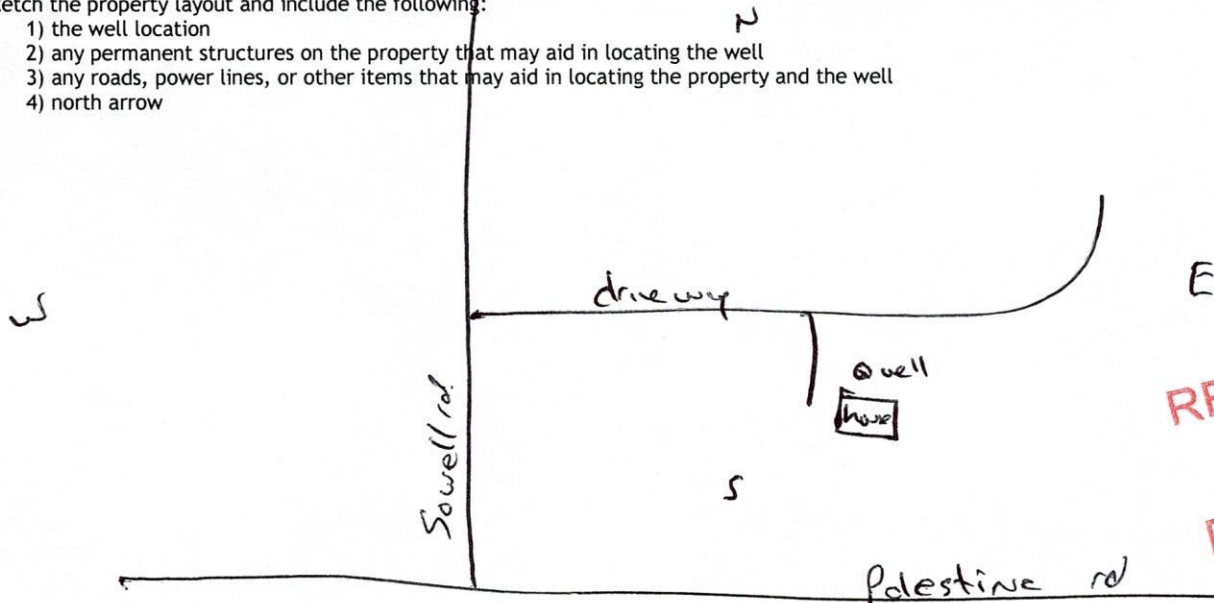 etch the property layout and include the following:
1) the well location
N
2) any permanent structures on the property that may aid in locating the well
3) any roads, power lines, or other items that may aid in locating the property and the well
4) north arrow
W
E
driveway
well
house
Sowell rd.
S
Palestine rd